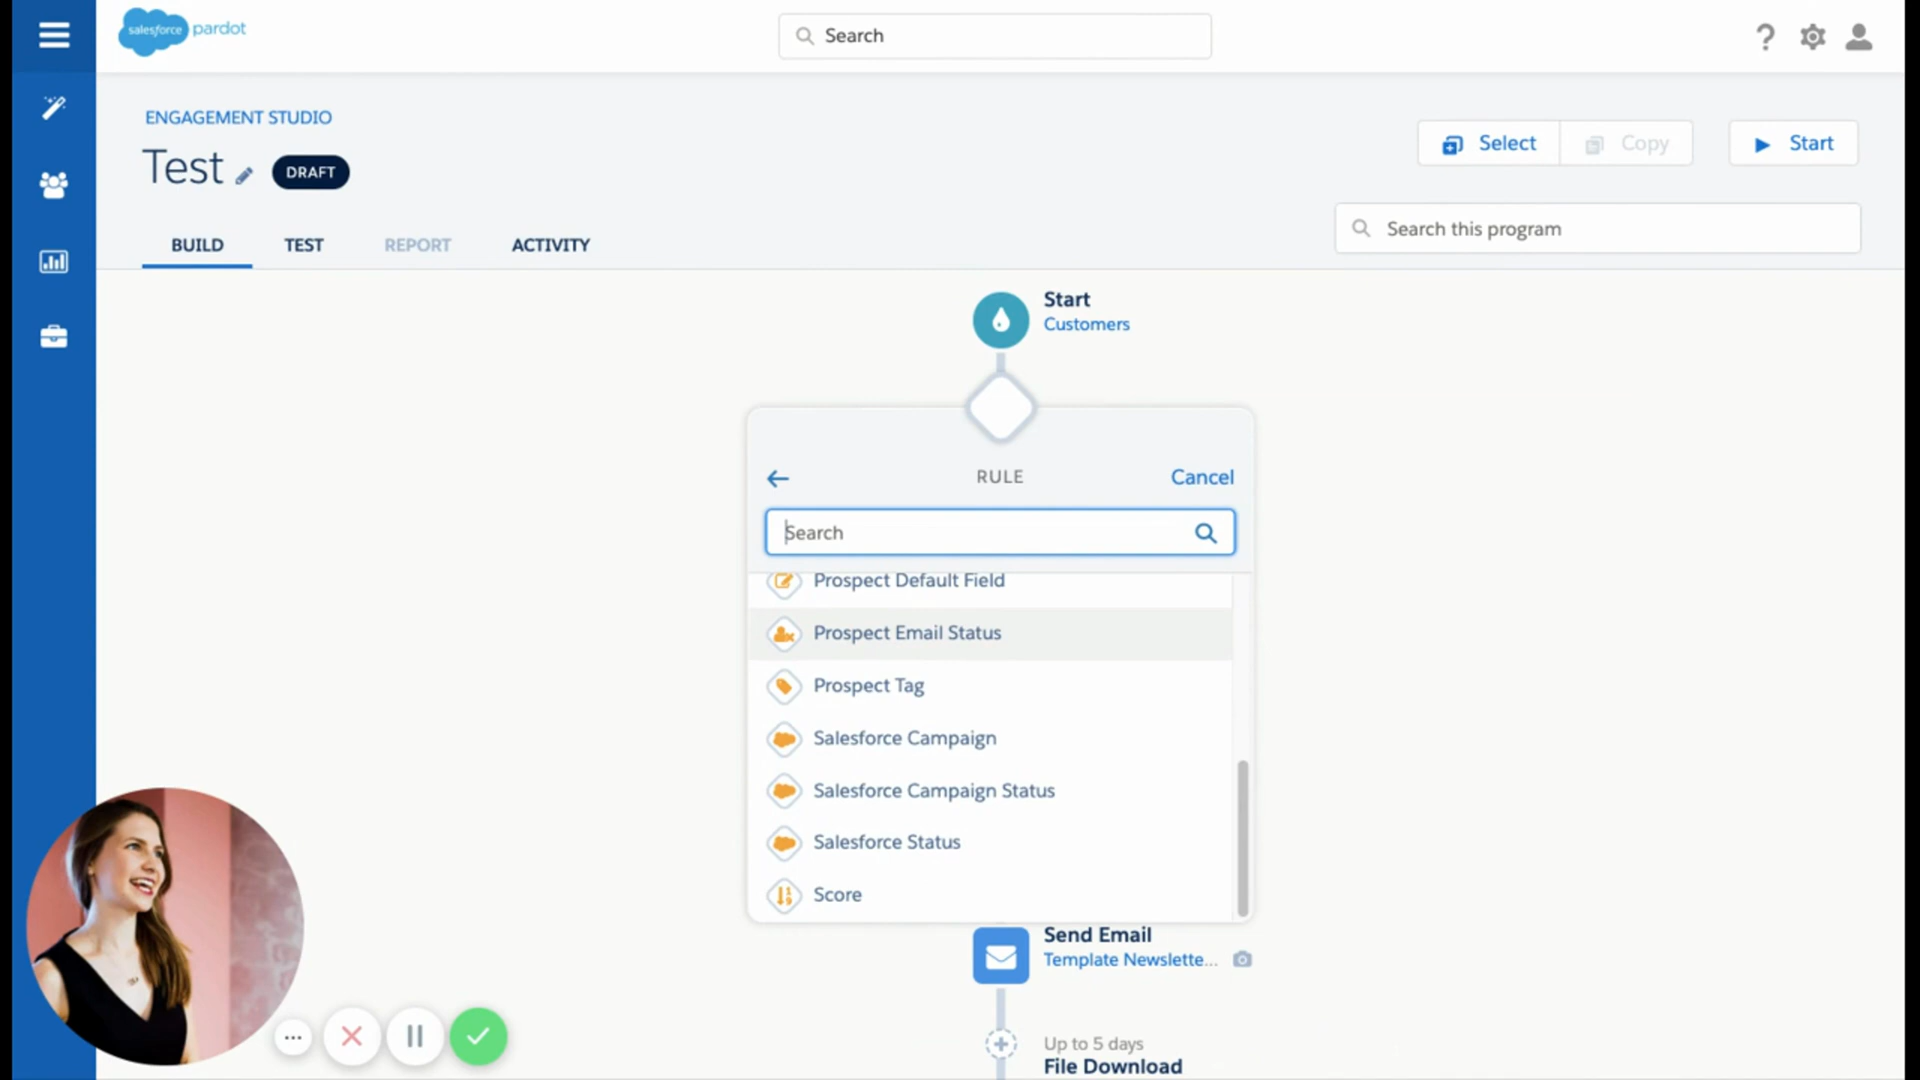 salesforce pardot
Search
ENGAGEMENT STUDIO
Select
Copy
Start
Test
DRAFT
BUILD
TEST
REPORT
ACTIVITY
Search this program
Start
Customers
RULE
Cancel
Search
Prospect Default Field
Prospect Email Status
Prospect Tag
Salesforce Campaign
Salesforce Campaign Status
Salesforce Status
Score
Send Email
Template Newslette...
Up to 5 days
File Download